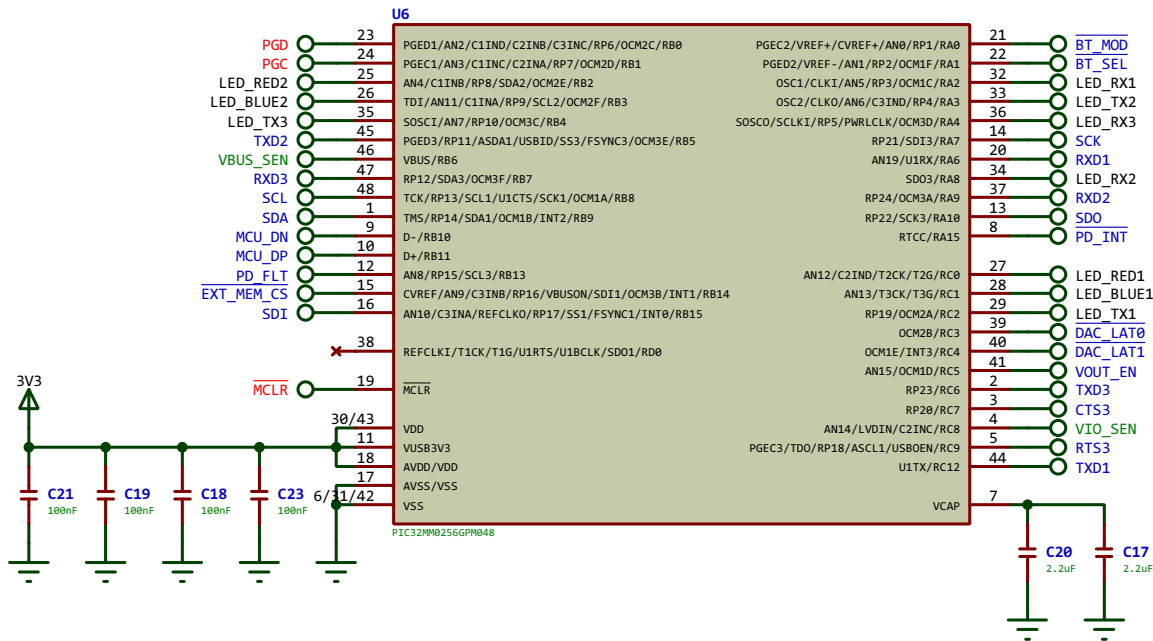 U6
PGD 23 PGED1/AN2/C1IND/C2INB/C3INC/RP6/OCM2C/RB0 PGEC2/VREF+/CVREF+/AN0/RP1/RA0 21 BT_MOD
PGC 24 PGEC1/AN3/C1INC/C2INA/RP7/OCM2D/RB1 PGED2/VREF-/AN1/RP2/OCM1F/RA1 22 BT_SEL
LED_RED2 25 AN4/C1INB/RP8/SDA2/OCM2E/RB2 OSC1/CLKI/AN5/RP3/OCM1C/RA2 32 LED_RX1
LED_BLUE2 26 TDI/AN11/C1INA/RP9/SCL2/OCM2F/RB3 OSC2/CLKO/AN6/C3IND/RP4/RA3 33 LED_TX2
LED_TX3 35 SOSCI/AN7/RP10/OCM3C/RB4 SOSCO/SCLKI/RP5/PWRLCLK/OCM3D/RA4 36 LED_RX3
TXD2 45 PGED3/RP11/ASDA1/USBID/SS3/FSYNC3/OCM3E/RB5 RP21/SDI3/RA7 14 SCK
VBUS_SEN 46 VBUS/RB6 AN19/U1RX/RA6 20 RXD1
RXD3 47 RP12/SDA3/OCM3F/RB7 SDO3/RA8 34 LED_RX2
SCL 48 TCK/RP13/SCL1/U1CTS/SCK1/OCM1A/RB8 RP24/OCM3A/RA9 37 RXD2
SDA 1 TMS/RP14/SDA1/OCM1B/INT2/RB9 RP22/SCK3/RA10 13 SDO
MCU_DN 9 D-/RB10 RTCC/RA15 8 PD_INT
MCU_DP 10 D+/RB11
PD_FLT 12 AN8/RP15/SCL3/RB13 AN12/C2IND/T2CK/T2G/RC0 27 LED_RED1
EXT_MEM_CS 15 CVREF/AN9/C3INB/RP16/VBUSON/SDI1/OCM3B/INT1/RB14 AN13/T3CK/T3G/RC1 28 LED_BLUE1
SDI 16 AN10/C3INA/REFCLKO/RP17/SS1/FSYNC1/INT0/RB15 RP19/OCM2A/RC2 29 LED_TX1
OCM2B/RC3 39 DAC_LAT0
38 REFCLKI/T1CK/T1G/U1RTS/U1BCLK/SDO1/RD0 OCM1E/INT3/RC4 40 DAC_LAT1
AN15/OCM1D/RC5 41 VOUT_EN
MCLR 19 MCLR RP23/RC6 2 TXD3
3V3
RP20/RC7 3 CTS3
30/43 VDD AN14/LVDIN/C2INC/RC8 4 VIO_SEN
11 VUSB3V3 PGEC3/TDO/RP18/ASCL1/USBOEN/RC9 5 RTS3
18 AVDD/VDD U1TX/RC12 44 TXD1
17 AVSS/VSS
6/31/42 VSS VCAP 7
C21 C19 C18 C23
100nF 100nF 100nF 100nF
PIC32MM0256GPM048
C20 C17
2.2uF 2.2uF